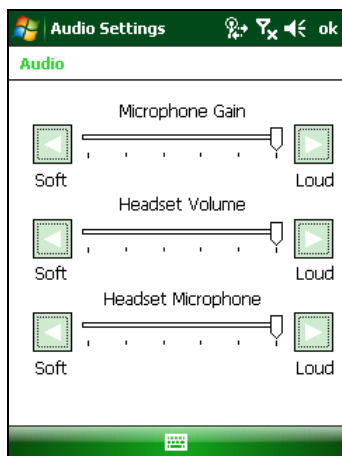 Audio Settings ok
Audio
Microphone Gain
Soft Loud
Headset Volume
Soft Loud
Headset Microphone
Soft Loud